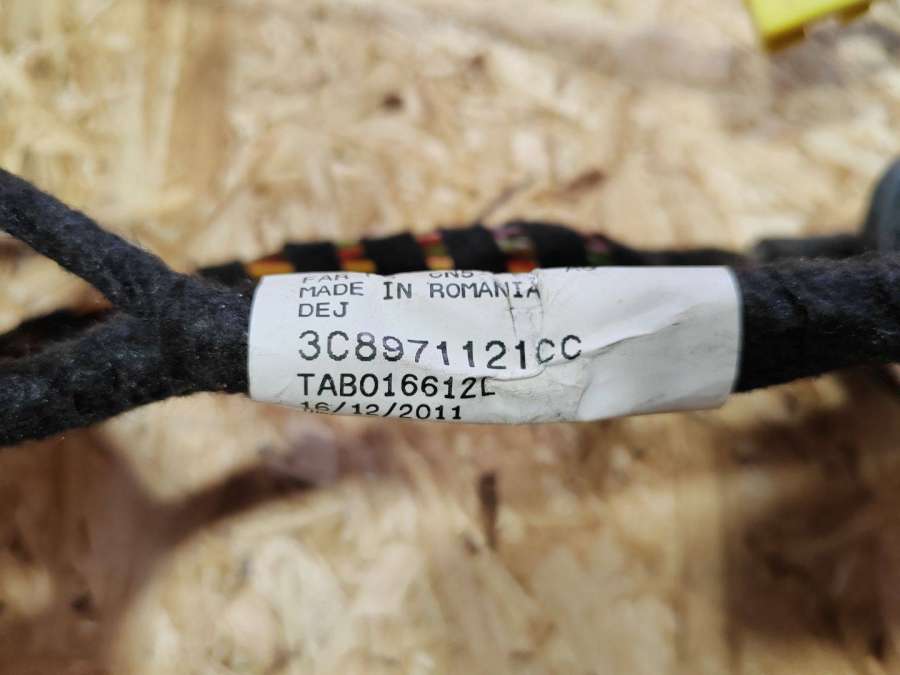 MADE IN ROMANIA
DEJ
3C8971121CC
TAB016612L
16/12/2011